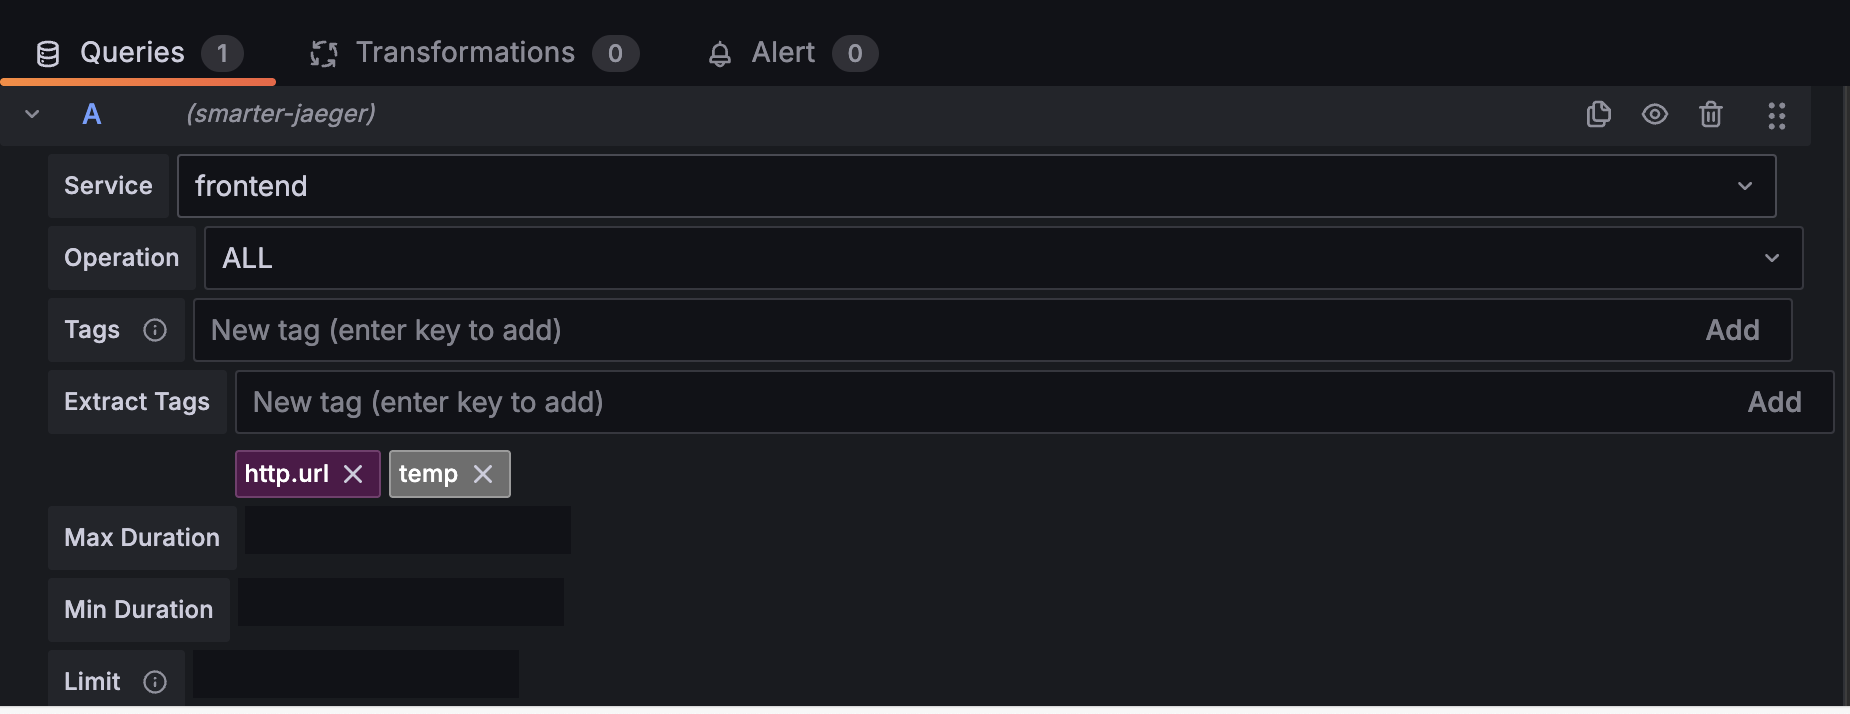 Queries 1 Transformations 0 Alert 0
A (smarter-jaeger)
Service frontend
Operation ALL
Tags New tag (enter key to add) Add
Extract Tags New tag (enter key to add) Add
http.url temp
Max Duration
Min Duration
Limit